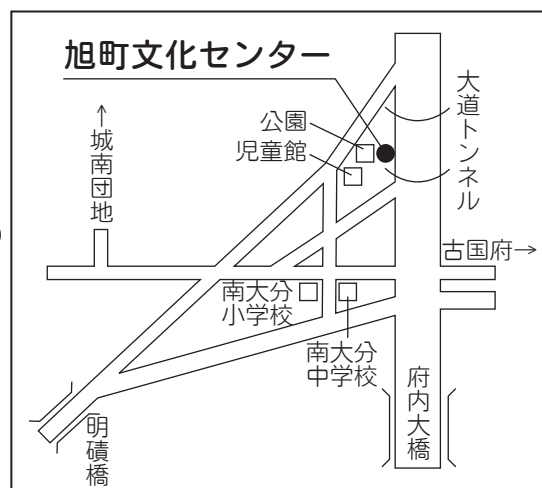 旭町文化センター
公園
児童館
大道トンネル
↑城南団地
古国府→
南大分
小学校
南大分
中学校
府内大橋
明磧橋